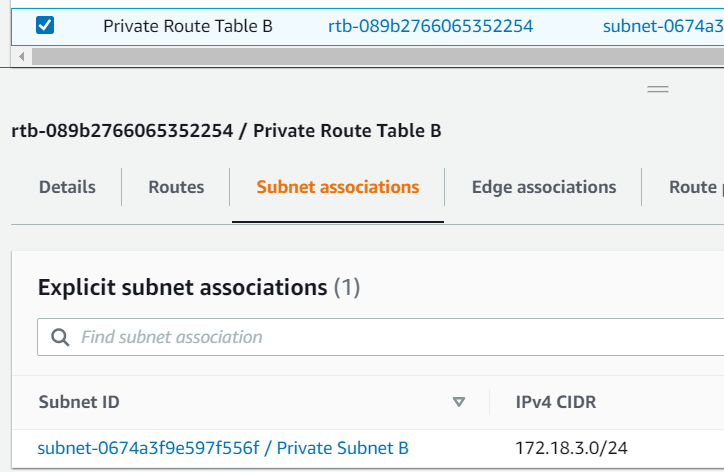 Private Route Table B rtb-089b2766065352254 subnet-0674a3
rtb-089b2766065352254 / Private Route Table B
Details Routes Subnet associations Edge associations Route
Explicit subnet associations (1)
Find subnet association
Subnet ID IPv4 CIDR
subnet-0674a3f9e597f556f / Private Subnet B 172.18.3.0/24